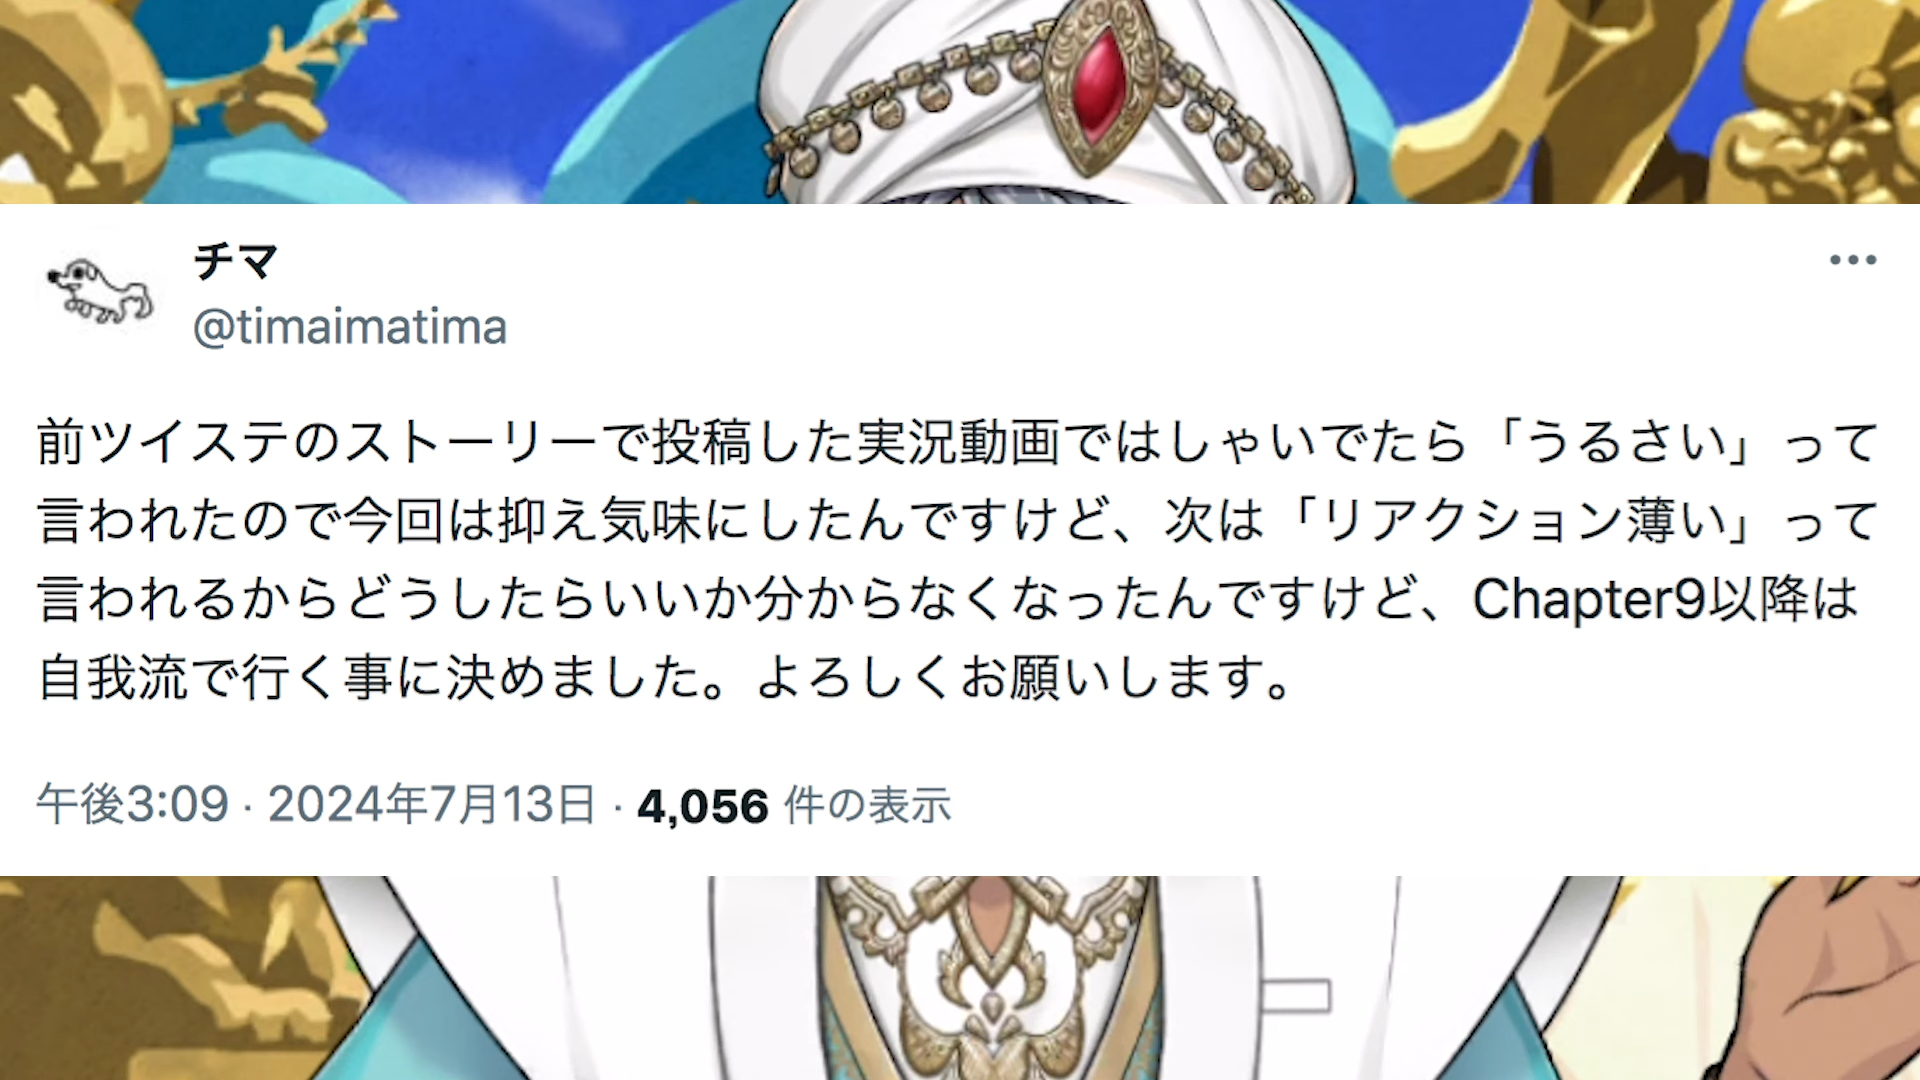 チマ
@timaimatima
前ツイステのストーリーで投稿した実況動画ではしゃいでたら「うるさい」って
言われたので今回は抑え気味にしたんですけど、次は「リアクション薄い」って
言われるからどうしたらいいか分からなくなったんですけど、Chapter9以降は
自我流で行く事に決めました。よろしくお願いします。
午後3:09 · 2024年7月13日 · 4,056 件の表示